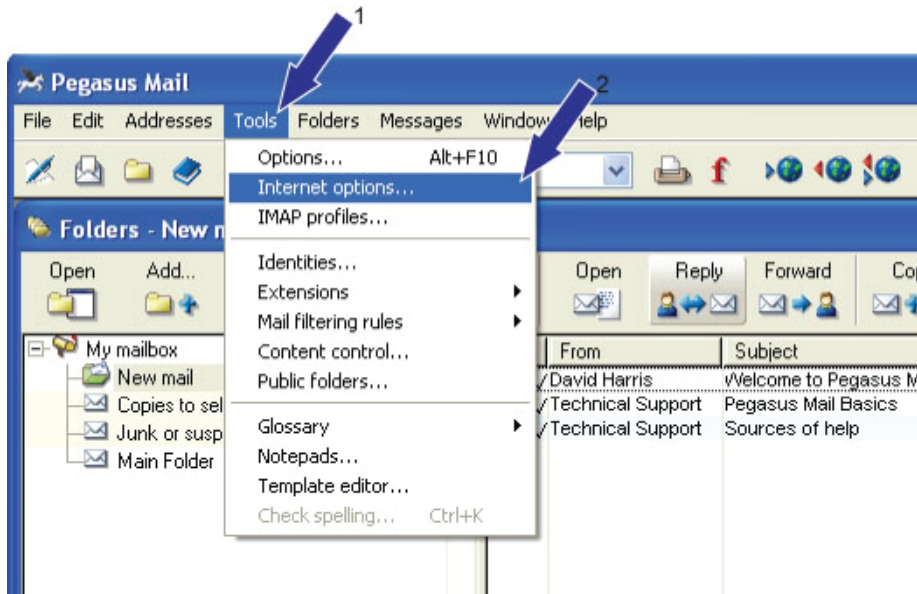 1
Pegasus Mail
2
File Edit Addresses Tools Folders Messages Window Help
Options... Alt+F10
Internet options...
IMAP profiles...
Folders - New
Identities...
Open Add... Open Reply Forward
Extensions
Mail filtering rules
My mailbox From Subject
Content control...
New mail David Harris Welcome to Pegasus M
Public folders...
Copies to sel Technical Support Pegasus Mail Basics
Junk or susp Technical Support Sources of help
Glossary
Main Folder
Notepads...
Template editor...
Check spelling... Ctrl+K